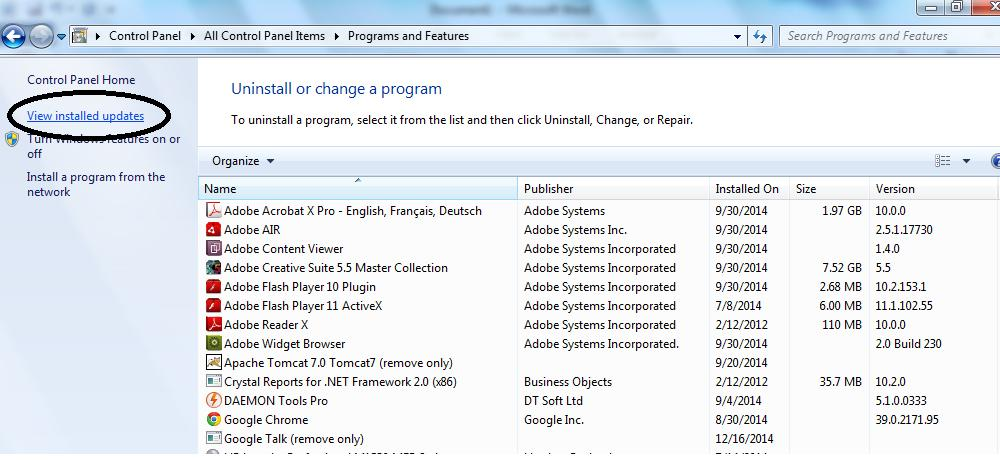 Document1 - Microsoft Word
Control Panel
All Control Panel Items
Programs and Features
Search Programs and Features
Control Panel Home
View installed updates
Turn Windows features on or
off
Install a program from the
network
Uninstall or change a program
To uninstall a program, select it from the list and then click Uninstall, Change, or Repair.
Organize
Name Publisher Installed On Size Version
Adobe Acrobat X Pro - English, Français, Deutsch Adobe Systems 9/30/2014 1.97 GB 10.0.0
Adobe AIR Adobe Systems Inc. 9/30/2014 2.5.1.17730
Adobe Content Viewer Adobe Systems Incorporated 9/30/2014 1.4.0
Adobe Creative Suite 5.5 Master Collection Adobe Systems Incorporated 9/30/2014 7.52 GB 5.5
Adobe Flash Player 10 Plugin Adobe Systems Incorporated 9/30/2014 2.68 MB 10.2.153.1
Adobe Flash Player 11 ActiveX Adobe Systems Incorporated 7/8/2014 6.00 MB 11.1.102.55
Adobe Reader X Adobe Systems Incorporated 2/12/2012 110 MB 10.0.0
Adobe Widget Browser Adobe Systems Incorporated. 9/30/2014 2.0 Build 230
Apache Tomcat 7.0 Tomcat7 (remove only) 9/20/2014
Crystal Reports for .NET Framework 2.0 (x86) Business Objects 2/12/2012 35.7 MB 10.2.0
DAEMON Tools Pro DT Soft Ltd 9/4/2014 5.1.0.0333
Google Chrome Google Inc. 8/30/2014 39.0.2171.95
Google Talk (remove only) 12/16/2014